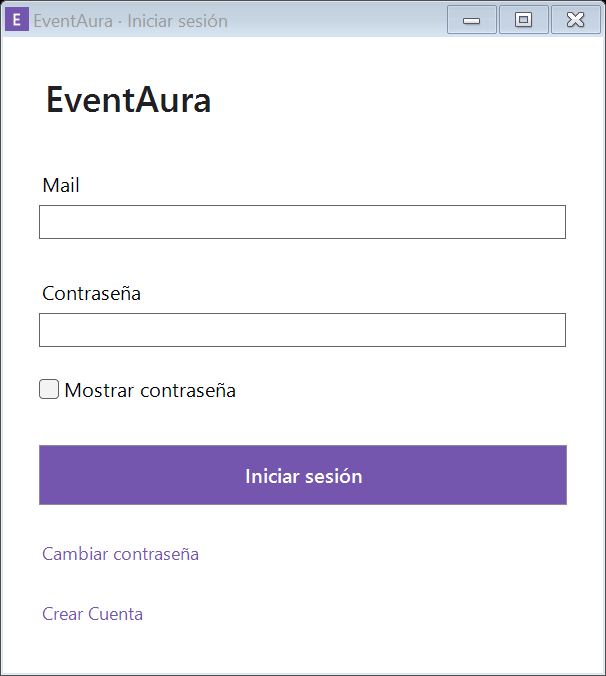 E EventAura · Iniciar sesión
EventAura
Mail
Contraseña
Mostrar contraseña
Iniciar sesión
Cambiar contraseña
Crear Cuenta